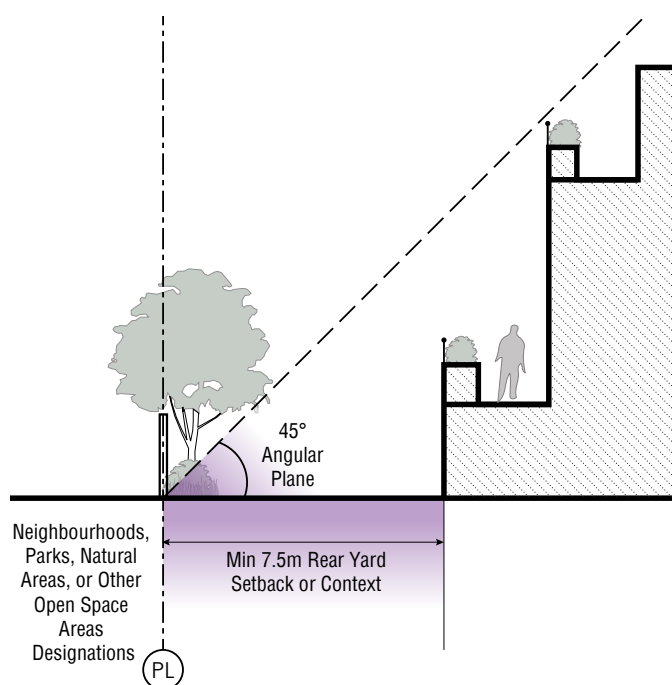 45°
Angular
Plane
Neighbourhoods,
Parks, Natural
Areas, or Other
Open Space
Areas
Designations
Min 7.5m Rear Yard
Setback or Context
PL